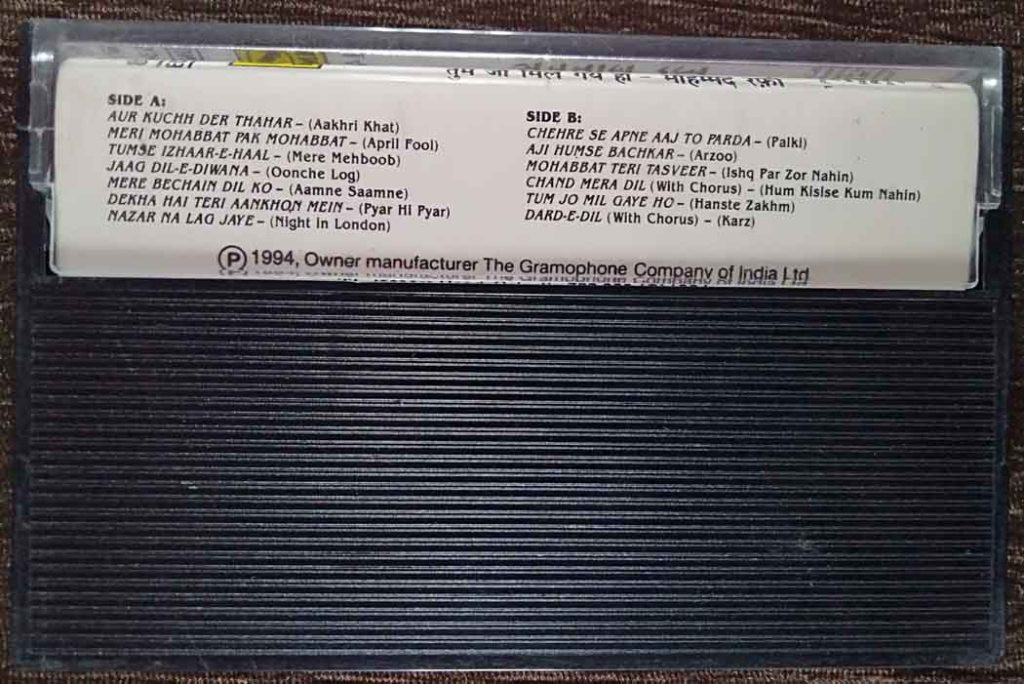 तुम जो मिल गये हो - मोहम्मद रफ़ी
SIDE A:
AUR KUCHH DER THAHAR - (Aakhri Khat)
MERI MOHABBAT PAK MOHABBAT - (April Fool)
TUMSE IZHAAR-E-HAAL - (Mere Mehboob)
JAAG DIL-E-DIWANA - (Oonche Log)
MERE BECHAIN DIL KO - (Aamne Saamne)
DEKHA HAI TERI AANKHON MEIN - (Pyar Hi Pyar)
NAZAR NA LAG JAYE - (Night in London)
SIDE B:
CHEHRE SE APNE AAJ TO PARDA - (Palki)
AJI HUMSE BACHKAR - (Arzoo)
MOHABBAT TERI TASVEER - (Ishq Par Zor Nahin)
CHAND MERA DIL (With Chorus) - (Hum Kisise Kum Nahin)
TUM JO MIL GAYE HO - (Hanste Zakhm)
DARD-E-DIL (With Chorus) - (Karz)
Ⓟ 1994, Owner manufacturer The Gramophone Company of India Ltd